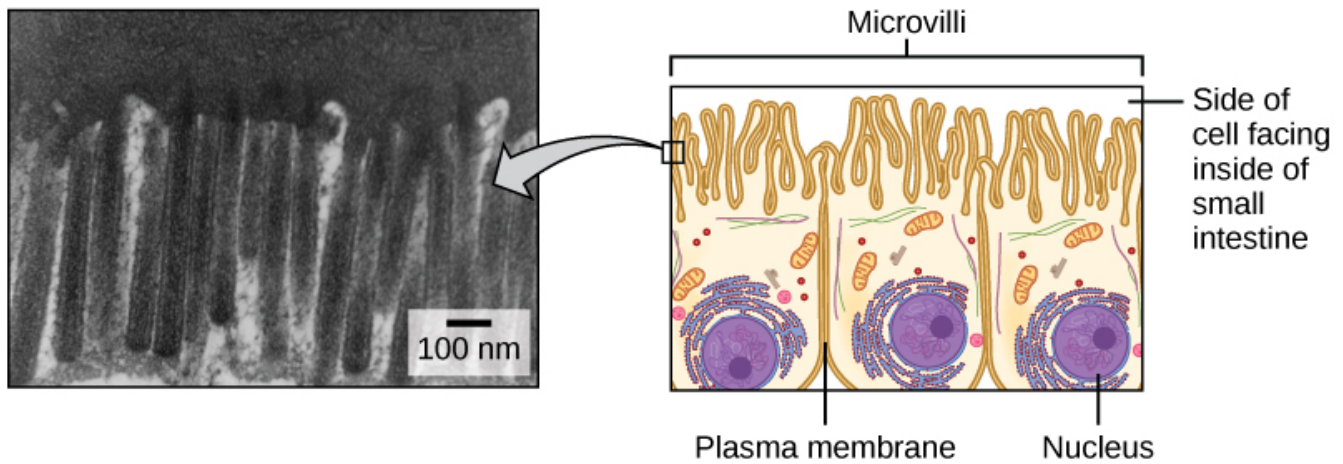 Microvilli
Side of
cell facing
inside of
small
intestine
100 nm
Plasma membrane
Nucleus